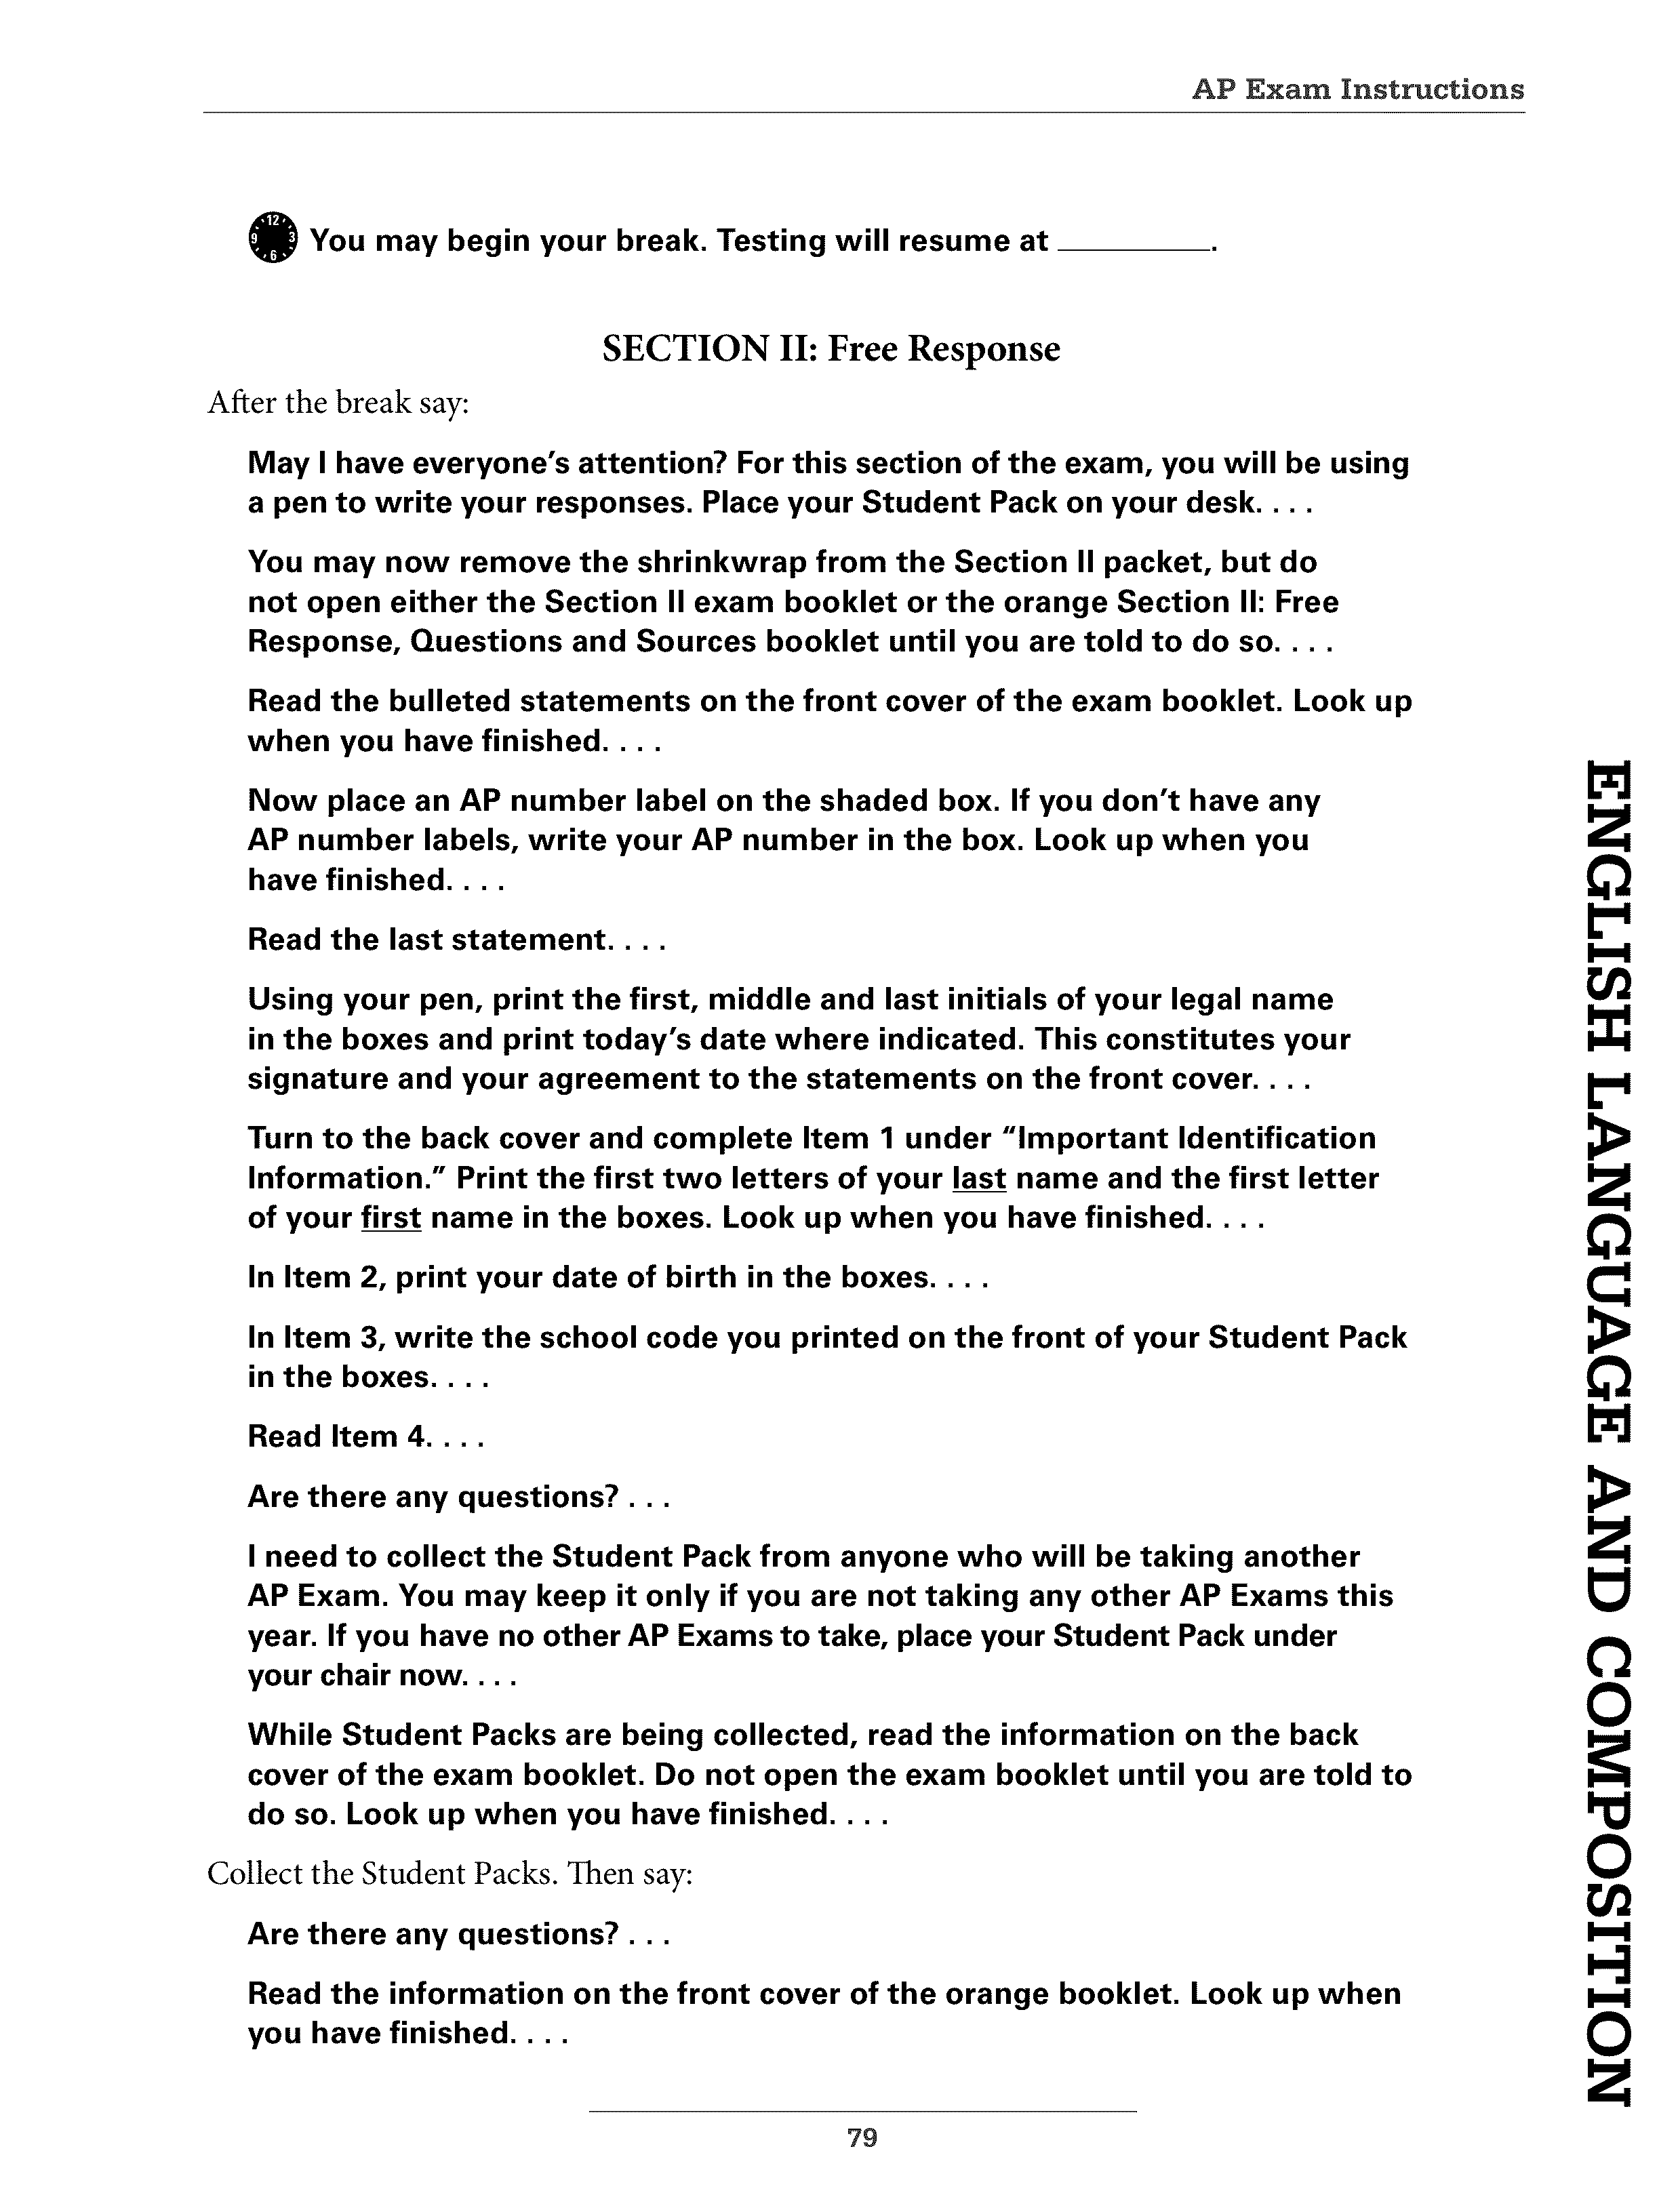 AP Exam Instructions
12
9 3
6
You may begin your break. Testing will resume at __________.
SECTION II: Free Response
After the break say:
May I have everyone’s attention? For this section of the exam, you will be using
a pen to write your responses. Place your Student Pack on your desk. . . .
You may now remove the shrinkwrap from the Section II packet, but do
not open either the Section II exam booklet or the orange Section II: Free
Response, Questions and Sources booklet until you are told to do so. . . .
Read the bulleted statements on the front cover of the exam booklet. Look up
when you have finished. . . .
Now place an AP number label on the shaded box. If you don’t have any
AP number labels, write your AP number in the box. Look up when you
have finished. . . .
Read the last statement. . . .
Using your pen, print the first, middle and last initials of your legal name
in the boxes and print today’s date where indicated. This constitutes your
signature and your agreement to the statements on the front cover. . . .
Turn to the back cover and complete Item 1 under “Important Identification
Information.” Print the first two letters of your last name and the first letter
of your first name in the boxes. Look up when you have finished. . . .
In Item 2, print your date of birth in the boxes. . . .
In Item 3, write the school code you printed on the front of your Student Pack
in the boxes. . . .
Read Item 4. . . .
Are there any questions? . . .
I need to collect the Student Pack from anyone who will be taking another
AP Exam. You may keep it only if you are not taking any other AP Exams this
year. If you have no other AP Exams to take, place your Student Pack under
your chair now. . . .
While Student Packs are being collected, read the information on the back
cover of the exam booklet. Do not open the exam booklet until you are told to
do so. Look up when you have finished. . . .
Collect the Student Packs. Then say:
Are there any questions? . . .
Read the information on the front cover of the orange booklet. Look up when
you have finished. . . .
79
ENGLISH LANGUAGE AND COMPOSITION